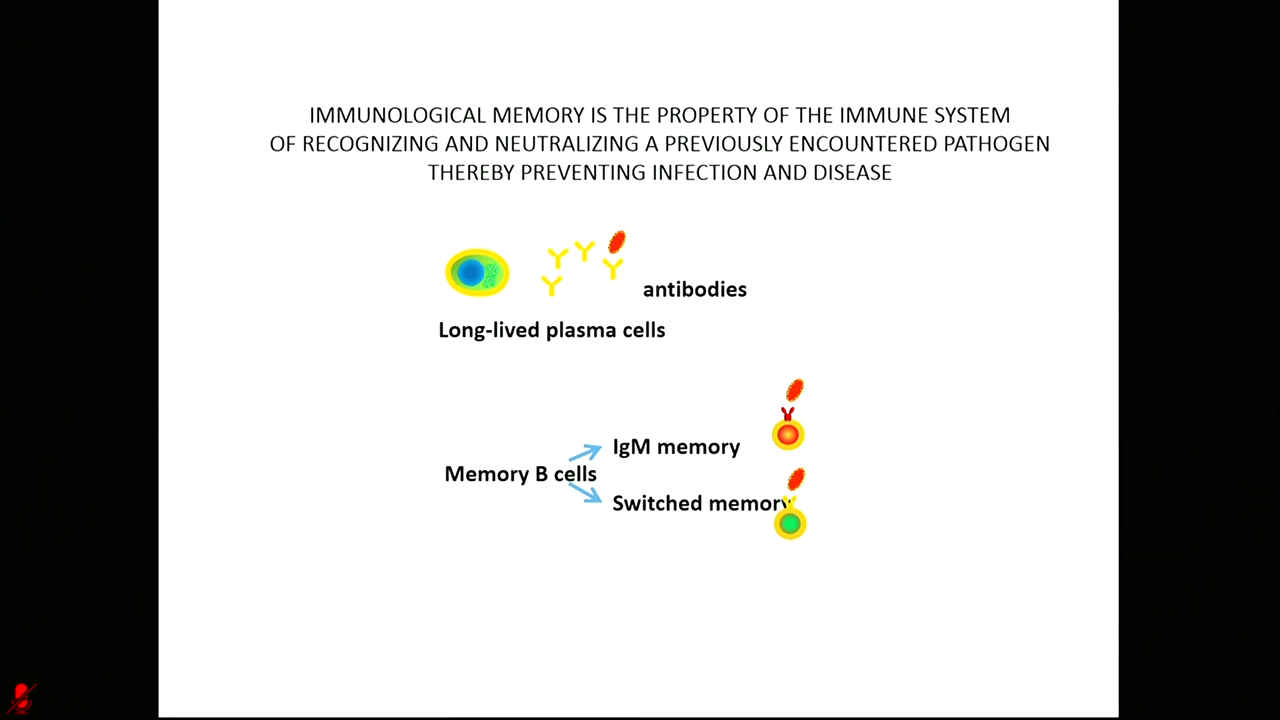 IMMUNOLOGICAL MEMORY IS THE PROPERTY OF THE IMMUNE SYSTEM
OF RECOGNIZING AND NEUTRALIZING A PREVIOUSLY ENCOUNTERED PATHOGEN
THEREBY PREVENTING INFECTION AND DISEASE
antibodies
Long-lived plasma cells
IgM memory
Memory B cells
Switched memory